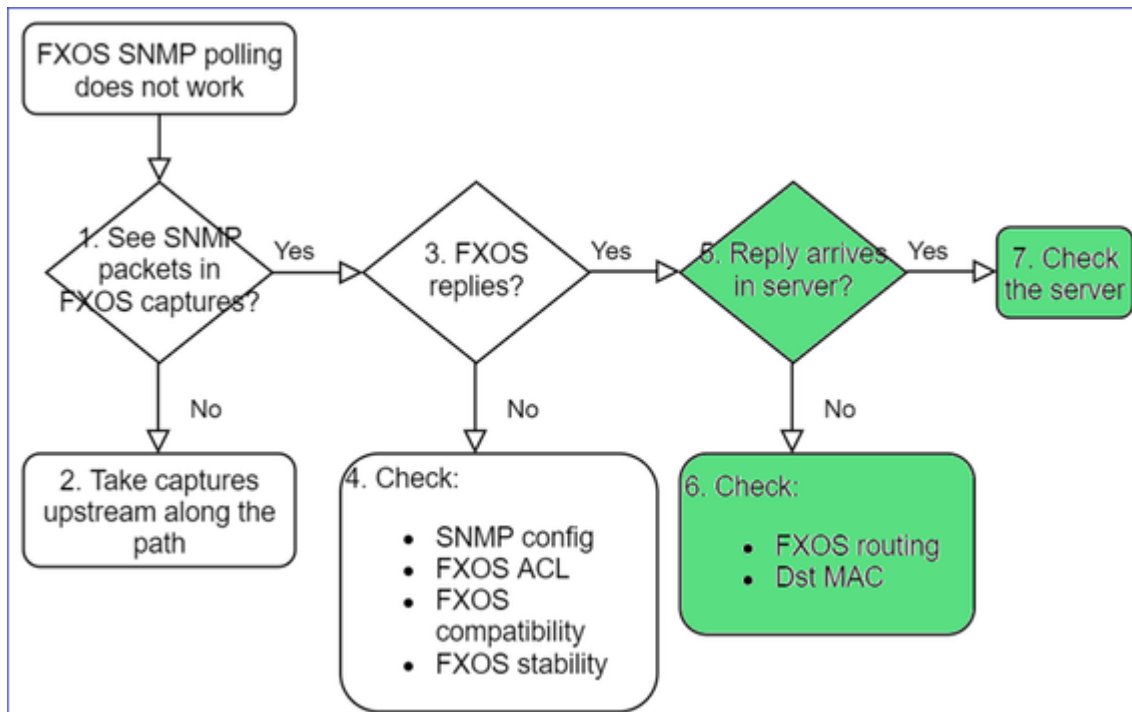 FXOS SNMP polling
does not work
1. See SNMP
packets in
FXOS captures?
Yes
3. FXOS
replies?
Yes
5. Reply arrives
in server?
Yes
7. Check
the server
No
No
No
2. Take captures
upstream along the
path
4. Check:
• SNMP config
• FXOS ACL
• FXOS
compatibility
• FXOS stability
6. Check:
• FXOS routing
• Dst MAC